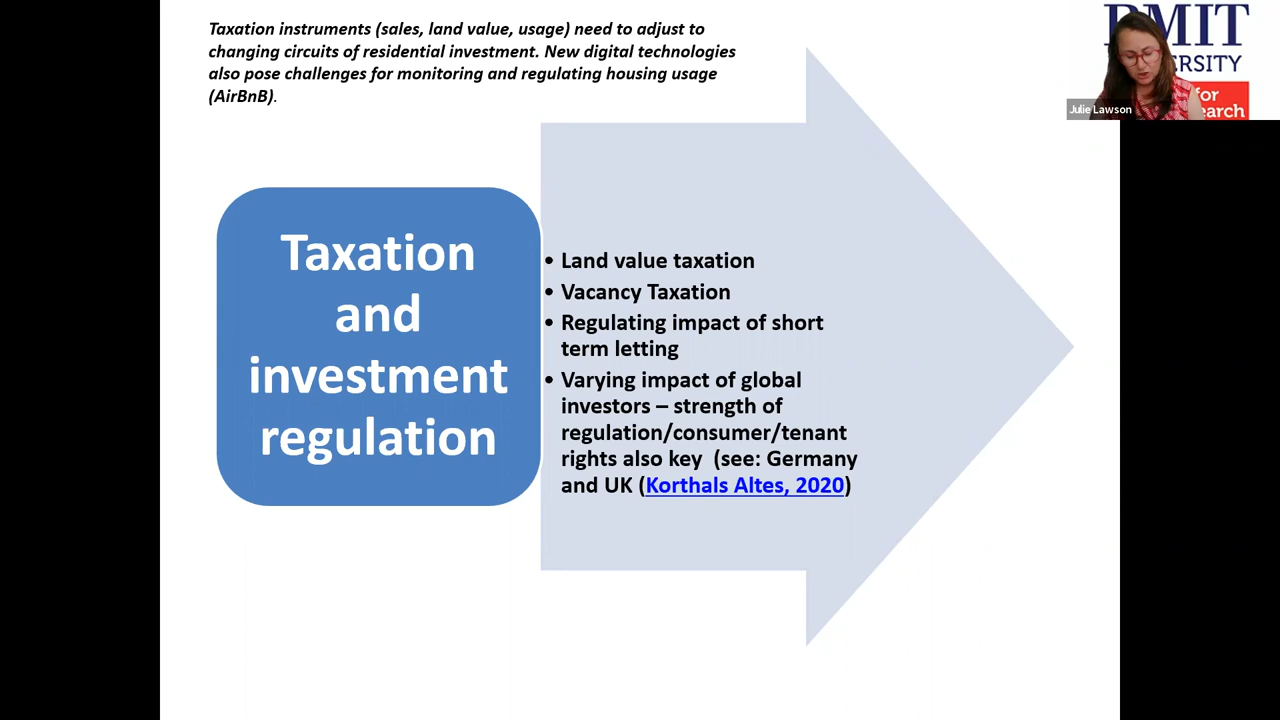 Taxation instruments (sales, land value, usage) need to adjust to
changing circuits of residential investment. New digital technologies
also pose challenges for monitoring and regulating housing usage
(AirBnB).
Taxation
and
investment
regulation
• Land value taxation
• Vacancy Taxation
• Regulating impact of short
term letting
• Varying impact of global
investors – strength of
regulation/consumer/tenant
rights also key (see: Germany
and UK (Korthals Altes, 2020)
Julie Lawson